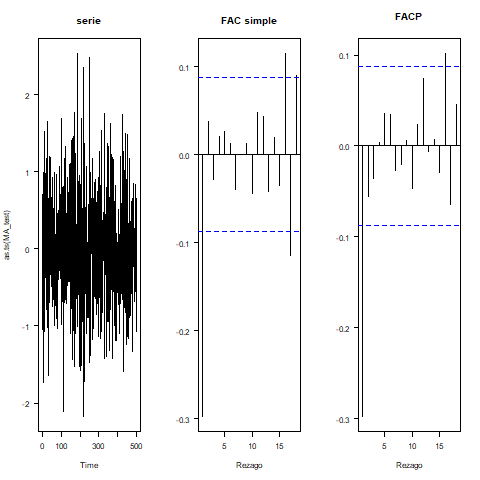 serie
FAC simple
FACP
as.ts(MA_test)
2
1
0
-1
-2
0 100 300 500
Time
0.1
0.0
-0.1
-0.2
-0.3
5 10 15
Rezago
0.1
0.0
-0.1
-0.2
-0.3
5 10 15
Rezago